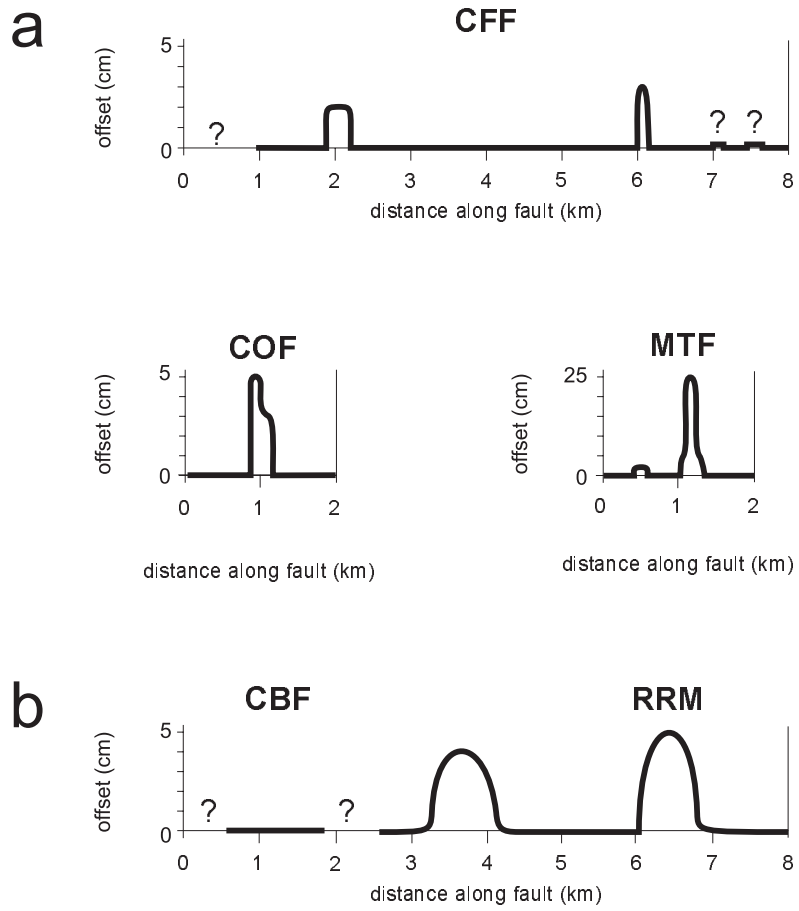 a
CFF
offset (cm)
5
0
?
? ?
0 1 2 3 4 5 6 7 8
distance along fault (km)
COF
offset (cm)
5
0
0 1 2
distance along fault (km)
MTF
offset (cm)
25
0
0 1 2
distance along fault (km)
b
CBF RRM
offset (cm)
5
0
? ?
0 1 2 3 4 5 6 7 8
distance along fault (km)